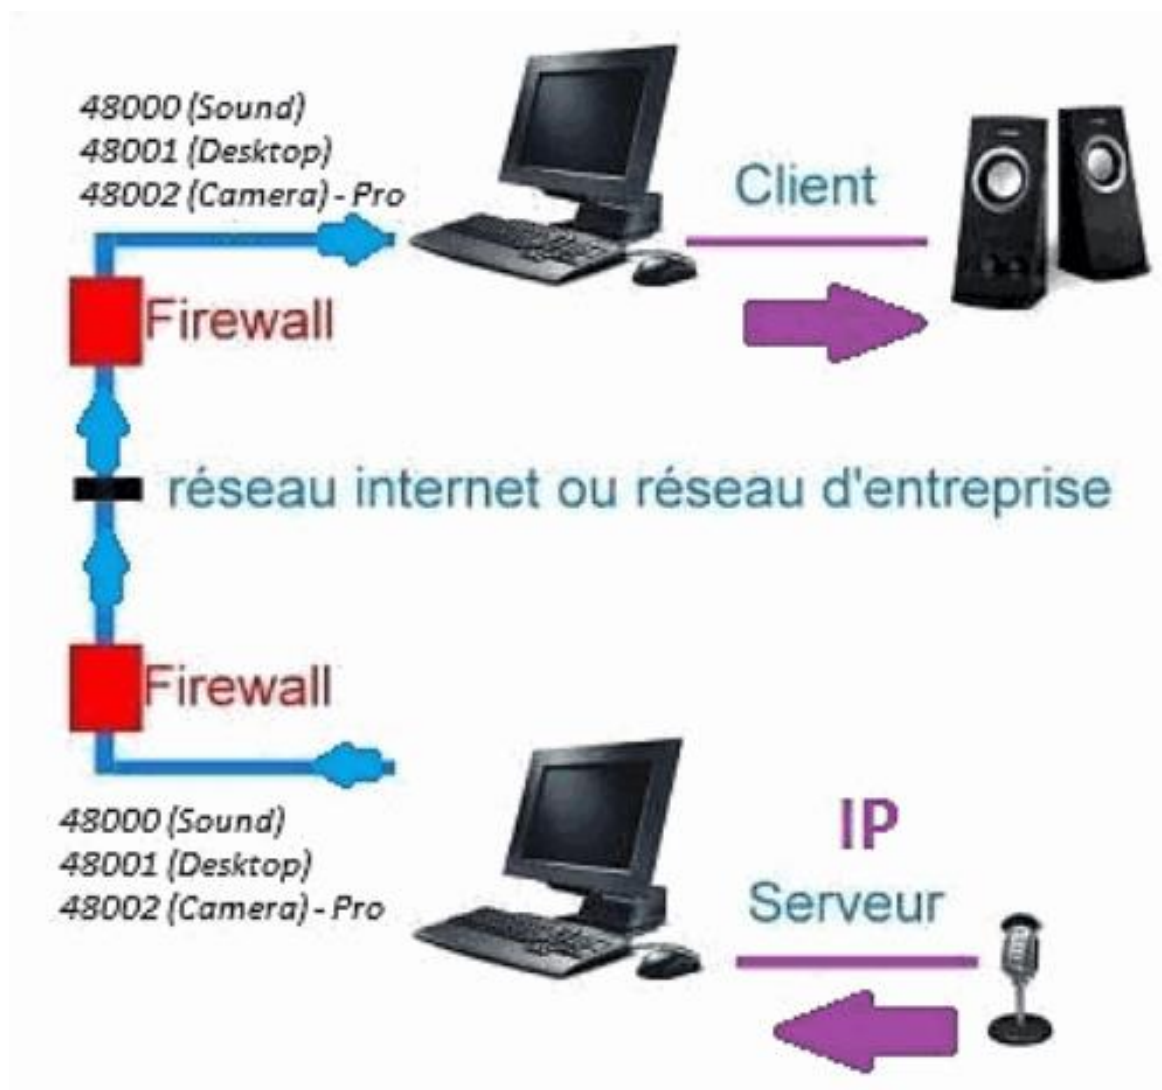 48000 (Sound)
48001 (Desktop)
48002 (Camera) - Pro
Client
Firewall
réseau internet ou réseau d'entreprise
Firewall
48000 (Sound)
48001 (Desktop)
48002 (Camera) - Pro
IP
Serveur